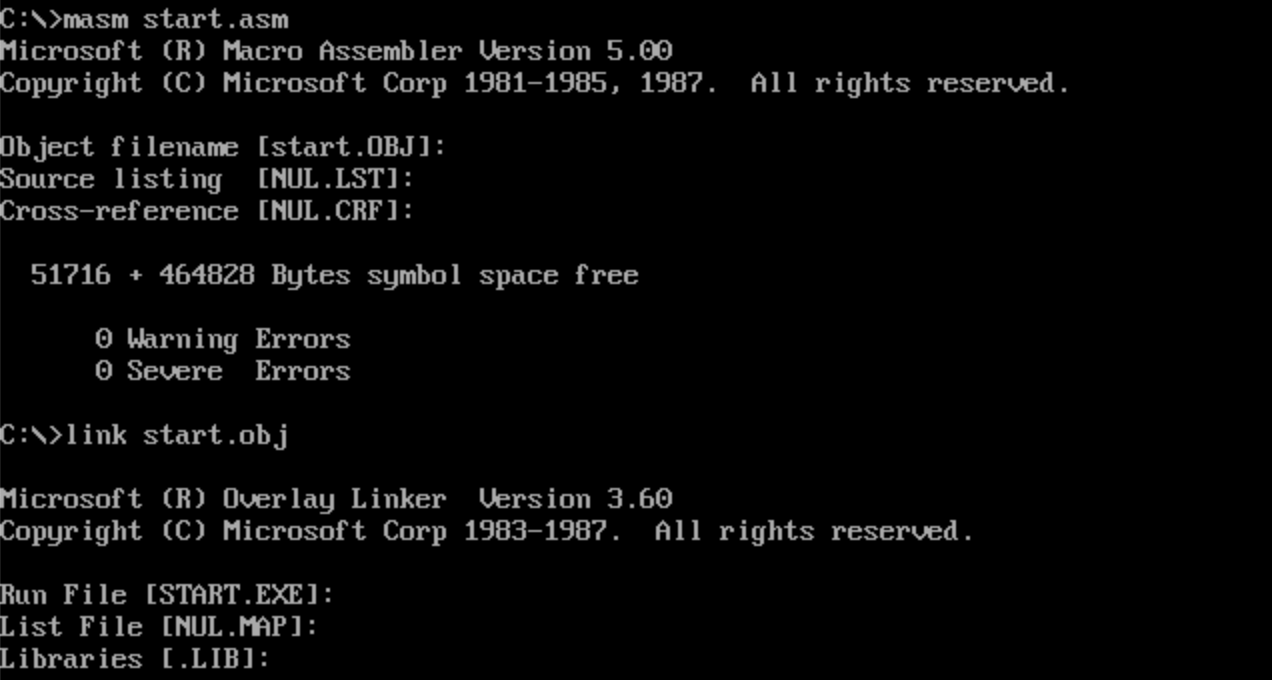 C:\>masm start.asm
Microsoft (R) Macro Assembler Version 5.00
Copyright (C) Microsoft Corp 1981-1985, 1987.  All rights reserved.
Object filename [start.OBJ]:
Source listing  [NUL.LST]:
Cross-reference [NUL.CRF]:
51716 + 464828 Bytes symbol space free
0 Warning Errors
0 Severe  Errors
C:\>link start.obj
Microsoft (R) Overlay Linker  Version 3.60
Copyright (C) Microsoft Corp 1983-1987.  All rights reserved.
Run File [START.EXE]:
List File [NUL.MAP]:
Libraries [.LIB]: